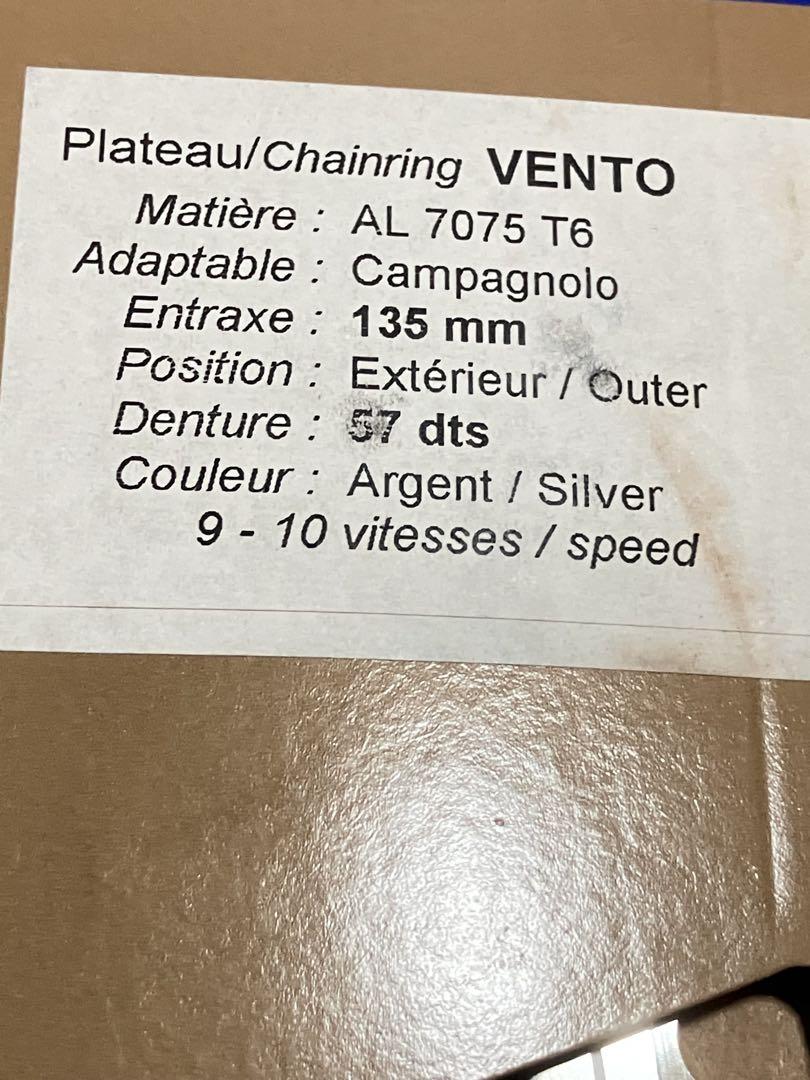 Plateau/Chainring VENTO
Matière : AL 7075 T6
Adaptable : Campagnolo
Entraxe : 135 mm
Position : Extérieur / Outer
Denture : 57 dts
Couleur : Argent / Silver
9 - 10 vitesses / speed